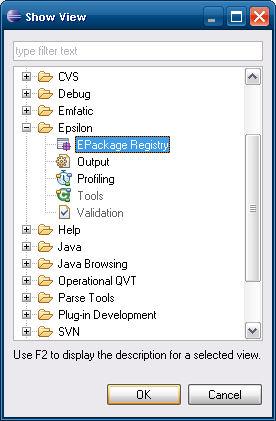 Show View
type filter text
CVS
Debug
Emfatic
Epsilon
EPackage Registry
Output
Profiling
Tools
Validation
Help
Java
Java Browsing
Operational QVT
Parse Tools
Plug-in Development
SVN
Use F2 to display the description for a selected view.
OK Cancel